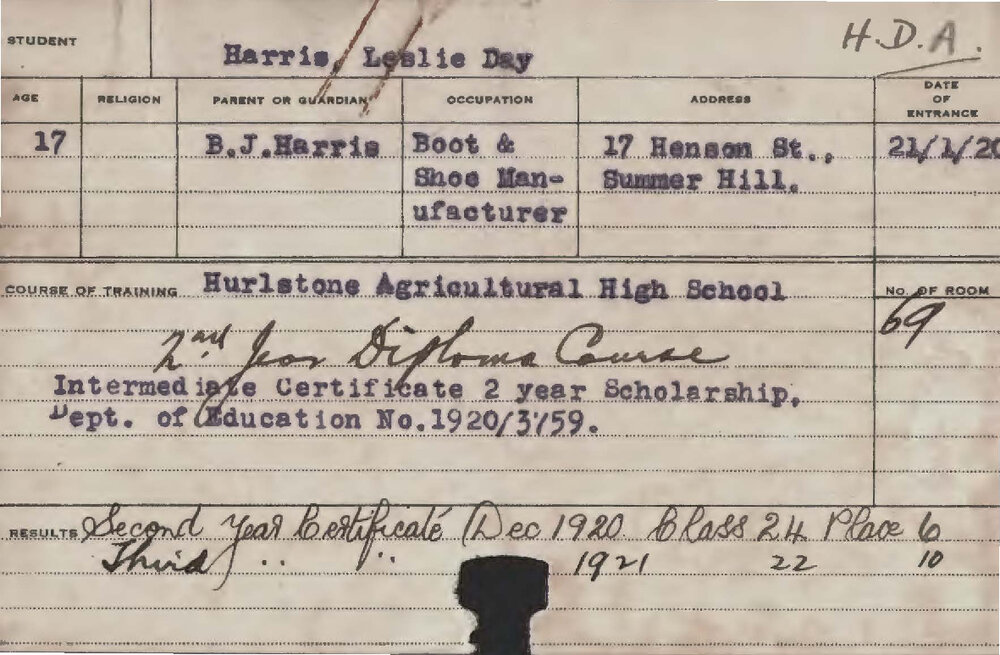 H.D.A.
STUDENT Harris, Leslie Day
AGE RELIGION PARENT OR GUARDIAN OCCUPATION ADDRESS DATE OF ENTRANCE
17 B.J.Harris Boot & 17 Henson St., 21/1/20
Shoe Man- Summer Hill.
ufacturer
COURSE OF TRAINING Hurlstone Agricultural High School No. OF ROOM
69
2nd Year Diploma Course
Intermediate Certificate 2 year Scholarship,
Dept. of Education No.1920/3759.
RESULTS Second Year Certificate (Dec 1920 Class 24 Place 6
Third " " 1921 22 10